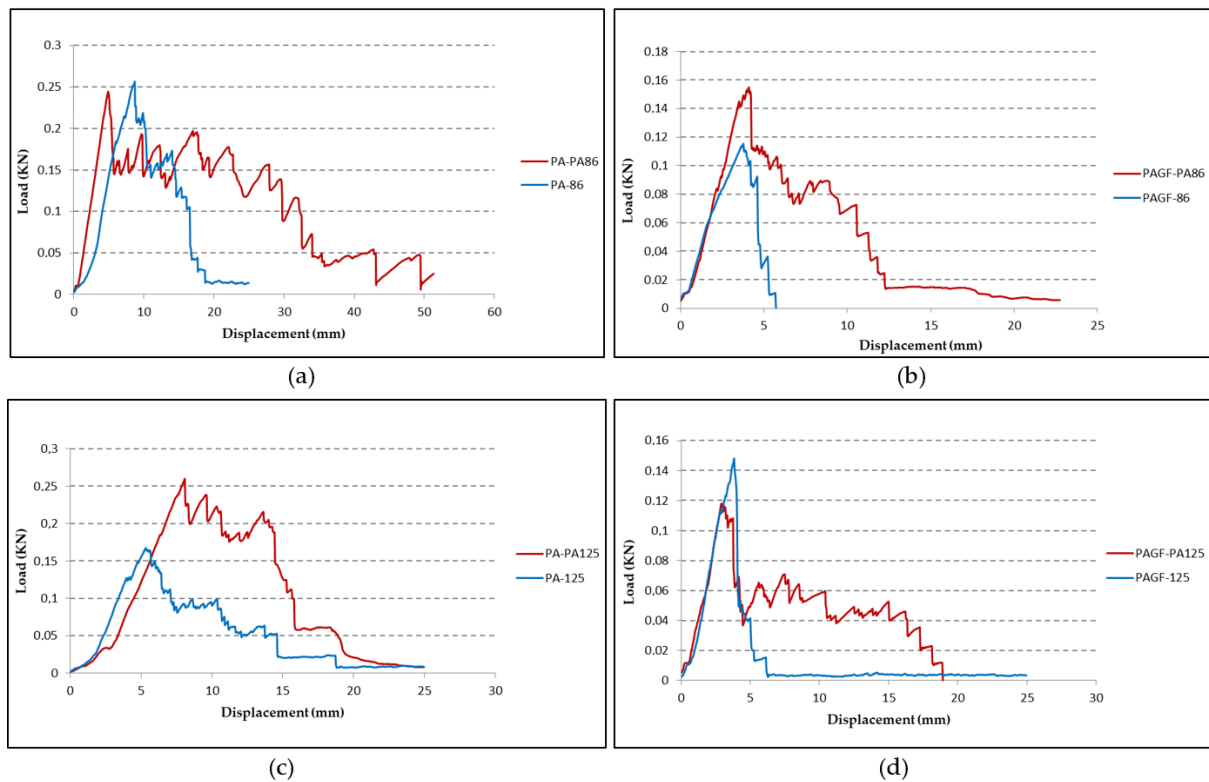 0.3
0.25
0.2
0.15
0.1
0.05
0
0 10 20 30 40 50 60
Load (KN)
Displacement (mm)
PA-PA86
PA-86
(a)
0.18
0.16
0.14
0.12
0.1
0.08
0.06
0.04
0.02
0
0 5 10 15 20 25
Load (KN)
Displacement (mm)
PAGF-PA86
PAGF-86
(b)
0,3
0.25
0,2
0.15
0,1
0.05
0
0 5 10 15 20 25 30
Load (KN)
Displacement (mm)
PA-PA125
PA-125
(c)
0.16
0.14
0.12
0.1
0.08
0.06
0.04
0.02
0
0 5 10 15 20 25 30
Load (KN)
Displacement (mm)
PAGF-PA125
PAGF-125
(d)